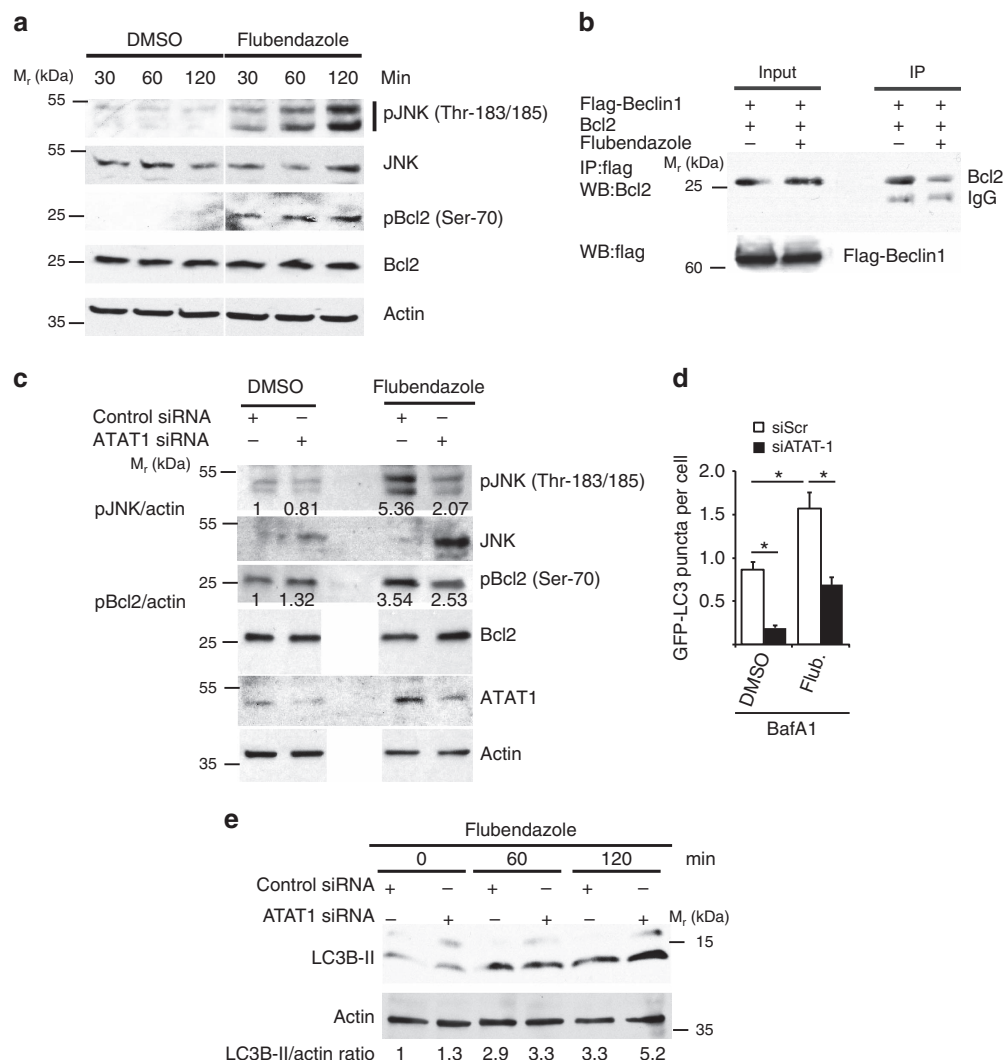 a
DMSO Flubendazole
Mr (kDa) 30 60 120 30 60 120 Min
55
pJNK (Thr-183/185)
55
JNK
25
pBcl2 (Ser-70)
25
Bcl2
35
Actin
b
Input IP
Flag-Beclin1 + + + +
Bcl2 + + + +
Flubendazole – + – +
IP:flag Mr (kDa)
WB:Bcl2 25 Bcl2
IgG
WB:flag 60 Flag-Beclin1
c
DMSO Flubendazole
Control siRNA + – + –
ATAT1 siRNA – + – +
Mr (kDa)
55 pJNK (Thr-183/185)
pJNK/actin 1 0.81 5.36 2.07
55
JNK
25 pBcl2 (Ser-70)
pBcl2/actin 1 1.32 3.54 2.53
25 Bcl2
55
ATAT1
35 Actin
d
siScr
siATAT-1
GFP-LC3 puncta per cell
2.0
1.5
1.0
0.5
* * *
DMSO Flub.
BafA1
e
Flubendazole
0 60 120 min
Control siRNA + – + – + –
ATAT1 siRNA – + – + – + Mr (kDa)
15
LC3B-II
Actin
35
LC3B-II/actin ratio 1 1.3 2.9 3.3 3.3 5.2